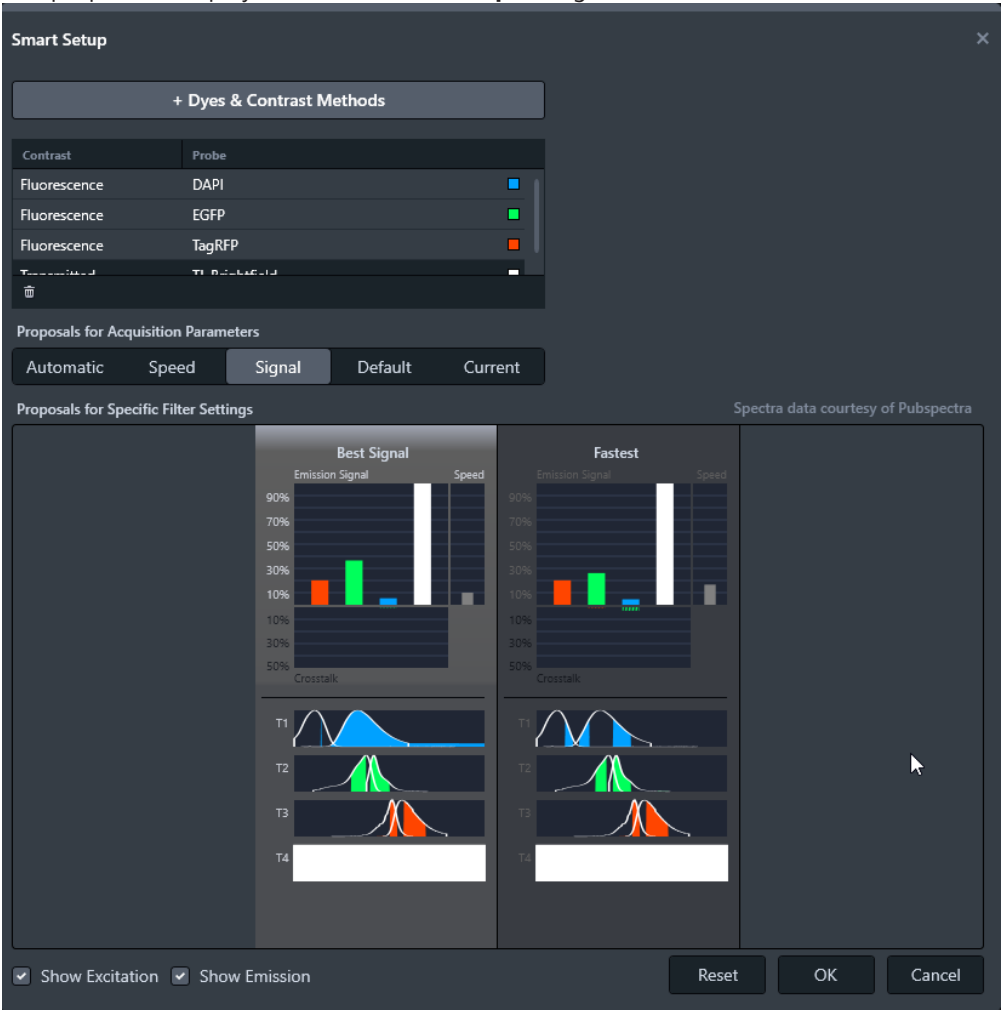 Smart Setup
+ Dyes & Contrast Methods
Contrast Probe
Fluorescence DAPI
Fluorescence EGFP
Fluorescence TagRFP
Transmitted TL Brightfield
Proposals for Acquisition Parameters
Automatic Speed Signal Default Current
Proposals for Specific Filter Settings Spectra data courtesy of Pubspectra
Best Signal
Emission Signal Speed
90%
70%
50%
30%
10%
10%
30%
50%
Crosstalk
T1
T2
T3
T4
Fastest
Emission Signal Speed
90%
70%
50%
30%
10%
10%
30%
50%
Crosstalk
T1
T2
T3
T4
Show Excitation Show Emission Reset OK Cancel